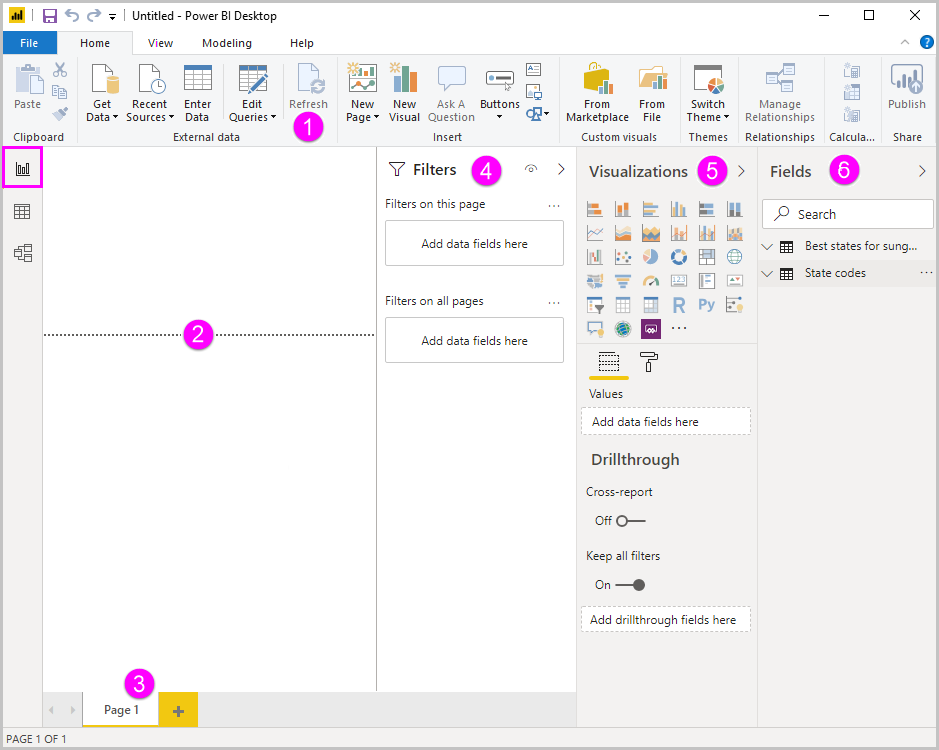 Untitled - Power BI Desktop
File Home View Modeling Help ?
Paste Get Data Recent Sources Enter Data Edit Queries Refresh New Page New Visual Ask A Question Buttons From Marketplace From File Switch Theme Manage Relationships Publish
1
Clipboard External data Insert Custom visuals Themes Relationships Calcula... Share
Filters 4
Filters on this page ...
Add data fields here
Filters on all pages ...
Add data fields here
2
3
Page 1 +
PAGE 1 OF 1
Visualizations 5
123
R Py
...
Values
Add data fields here
Drillthrough
Cross-report
Off
Keep all filters
On
Add drillthrough fields here
Fields 6
Search
Best states for sung...
State codes ...